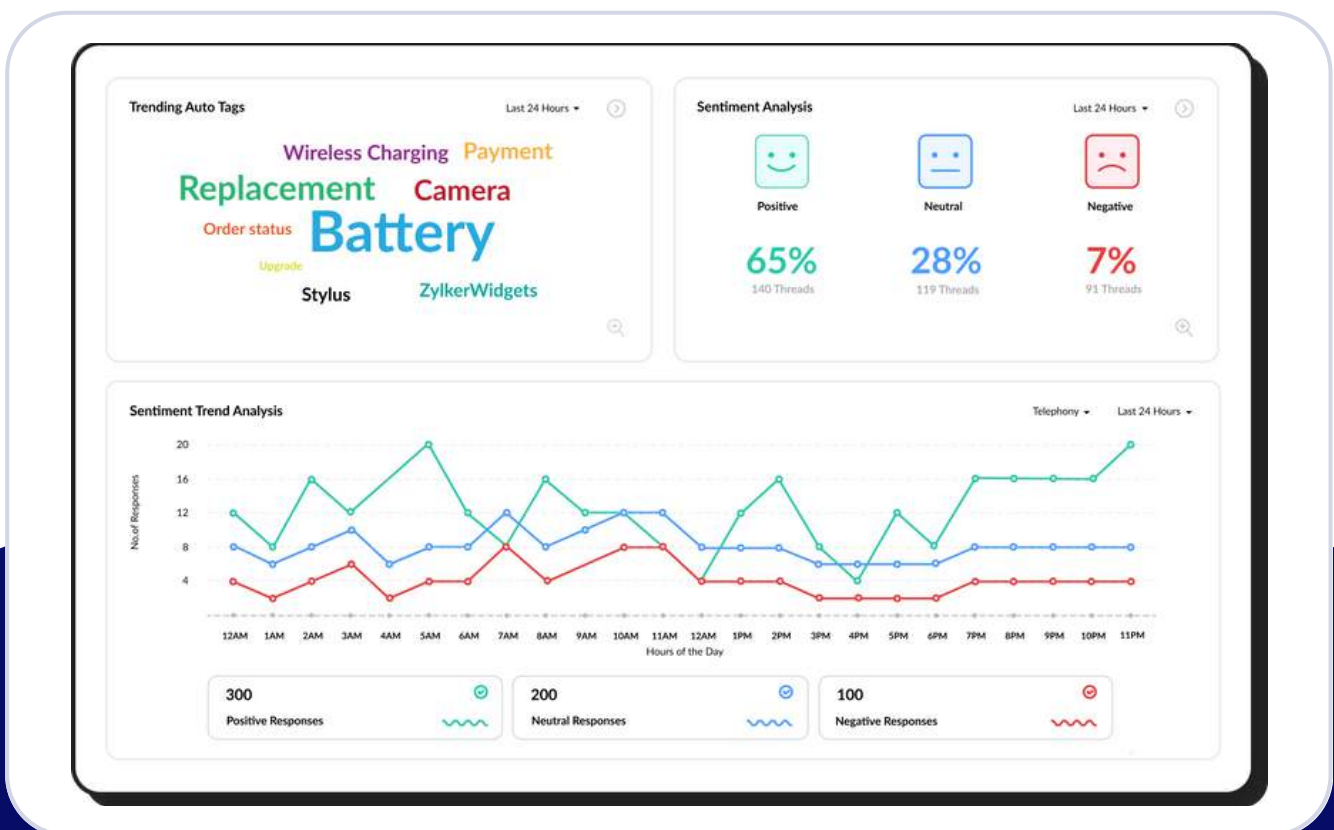 Trending Auto Tags
Last 24 Hours
Wireless Charging Payment
Replacement Camera
Order status Battery
Upgrade
Stylus ZylkerWidgets
Sentiment Analysis
Last 24 Hours
Positive Neutral Negative
65% 28% 7%
140 Threads 119 Threads 91 Threads
Sentiment Trend Analysis
Telephony Last 24 Hours
No.of Responses
20
16
12
8
4
12AM 1AM 2AM 3AM 4AM 5AM 6AM 7AM 8AM 9AM 10AM 11AM 12AM 1PM 2PM 3PM 4PM 5PM 6PM 7PM 8PM 9PM 10PM 11PM
Hours of the Day
300
Positive Responses
200
Neutral Responses
100
Negative Responses